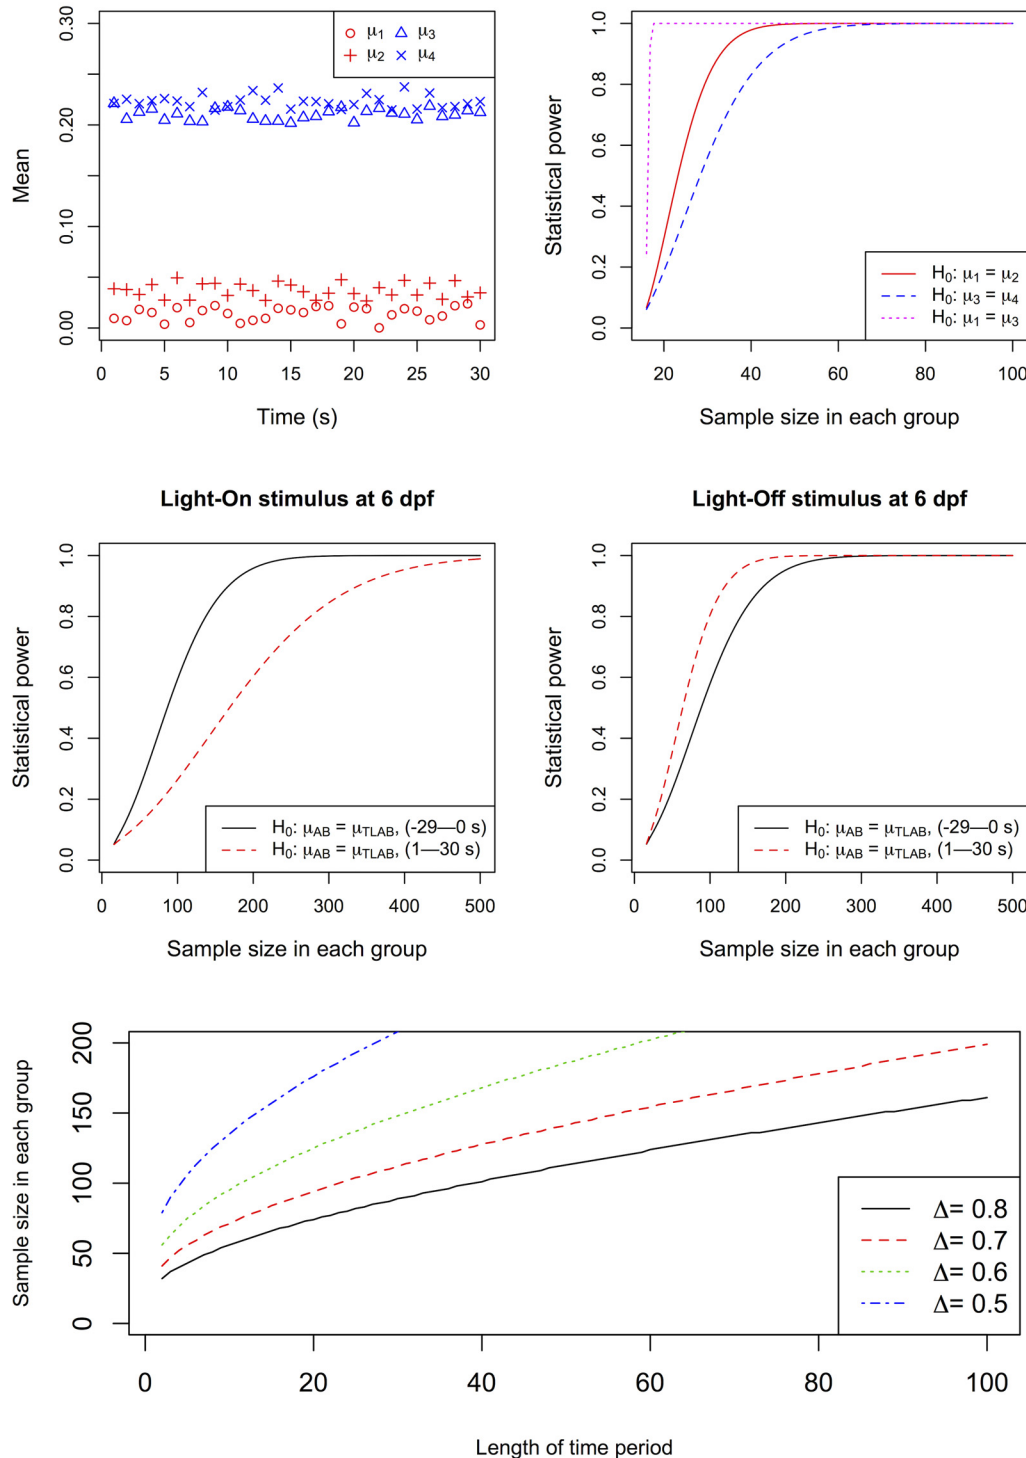 0.30
0.20
0.10
0.00
Mean
μ1 μ3
μ2 μ4
0 5 10 15 20 25 30
Time (s)
1.0
0.8
0.6
0.4
0.2
0.0
Statistical power
H0: μ1 = μ2
H0: μ3 = μ4
H0: μ1 = μ3
20 40 60 80 100
Sample size in each group
Light-On stimulus at 6 dpf
1.0
0.8
0.6
0.4
0.2
0.0
Statistical power
H0: μAB = μTLAB, (-29—0 s)
H0: μAB = μTLAB, (1—30 s)
0 100 200 300 400 500
Sample size in each group
Light-Off stimulus at 6 dpf
1.0
0.8
0.6
0.4
0.2
0.0
Statistical power
H0: μAB = μTLAB, (-29—0 s)
H0: μAB = μTLAB, (1—30 s)
0 100 200 300 400 500
Sample size in each group
200
150
100
50
0
Sample size in each group
Δ= 0.8
Δ= 0.7
Δ= 0.6
Δ= 0.5
0 20 40 60 80 100
Length of time period